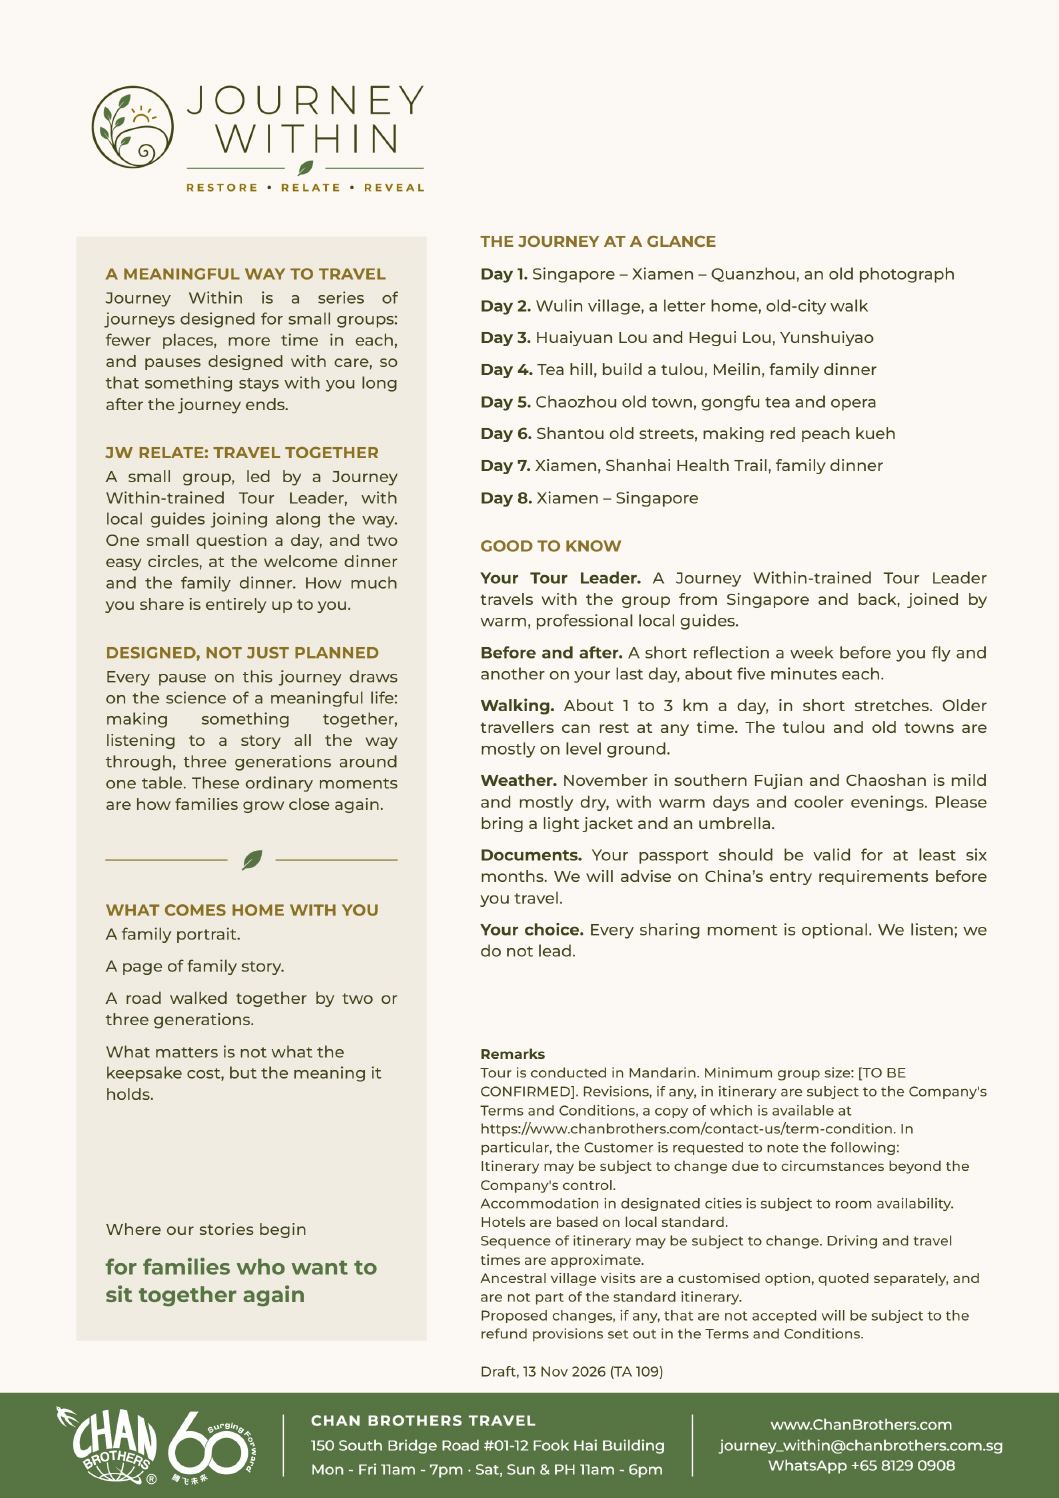 JOURNEY
WITHIN
RESTORE • RELATE • REVEAL
A MEANINGFUL WAY TO TRAVEL
Journey Within is a series of
journeys designed for small groups:
fewer places, more time in each,
and pauses designed with care, so
that something stays with you long
after the journey ends.
JW RELATE: TRAVEL TOGETHER
A small group, led by a Journey
Within-trained Tour Leader, with
local guides joining along the way.
One small question a day, and two
easy circles, at the welcome dinner
and the family dinner. How much
you share is entirely up to you.
DESIGNED, NOT JUST PLANNED
Every pause on this journey draws
on the science of a meaningful life:
making something together,
listening to a story all the way
through, three generations around
one table. These ordinary moments
are how families grow close again.
WHAT COMES HOME WITH YOU
A family portrait.
A page of family story.
A road walked together by two or
three generations.
What matters is not what the
keepsake cost, but the meaning it
holds.
Where our stories begin
for families who want to
sit together again
THE JOURNEY AT A GLANCE
Day 1. Singapore – Xiamen – Quanzhou, an old photograph
Day 2. Wulin village, a letter home, old-city walk
Day 3. Huaiyuan Lou and Hegui Lou, Yunshuiyao
Day 4. Tea hill, build a tulou, Meilin, family dinner
Day 5. Chaozhou old town, gongfu tea and opera
Day 6. Shantou old streets, making red peach kueh
Day 7. Xiamen, Shanhai Health Trail, family dinner
Day 8. Xiamen – Singapore
GOOD TO KNOW
Your Tour Leader. A Journey Within-trained Tour Leader
travels with the group from Singapore and back, joined by
warm, professional local guides.
Before and after. A short reflection a week before you fly and
another on your last day, about five minutes each.
Walking. About 1 to 3 km a day, in short stretches. Older
travellers can rest at any time. The tulou and old towns are
mostly on level ground.
Weather. November in southern Fujian and Chaoshan is mild
and mostly dry, with warm days and cooler evenings. Please
bring a light jacket and an umbrella.
Documents. Your passport should be valid for at least six
months. We will advise on China's entry requirements before
you travel.
Your choice. Every sharing moment is optional. We listen; we
do not lead.
Remarks
Tour is conducted in Mandarin. Minimum group size: [TO BE
CONFIRMED]. Revisions, if any, in itinerary are subject to the Company's
Terms and Conditions, a copy of which is available at
https://www.chanbrothers.com/contact-us/term-condition. In
particular, the Customer is requested to note the following:
Itinerary may be subject to change due to circumstances beyond the
Company's control.
Accommodation in designated cities is subject to room availability.
Hotels are based on local standard.
Sequence of itinerary may be subject to change. Driving and travel
times are approximate.
Ancestral village visits are a customised option, quoted separately, and
are not part of the standard itinerary.
Proposed changes, if any, that are not accepted will be subject to the
refund provisions set out in the Terms and Conditions.
Draft, 13 Nov 2026 (TA 109)
CHAN
BROTHERS
®
60
Surging Forward
腾飞未来
CHAN BROTHERS TRAVEL
150 South Bridge Road #01-12 Fook Hai Building
Mon - Fri 11am - 7pm · Sat, Sun & PH 11am - 6pm
www.ChanBrothers.com
journey_within@chanbrothers.com.sg
WhatsApp +65 8129 0908